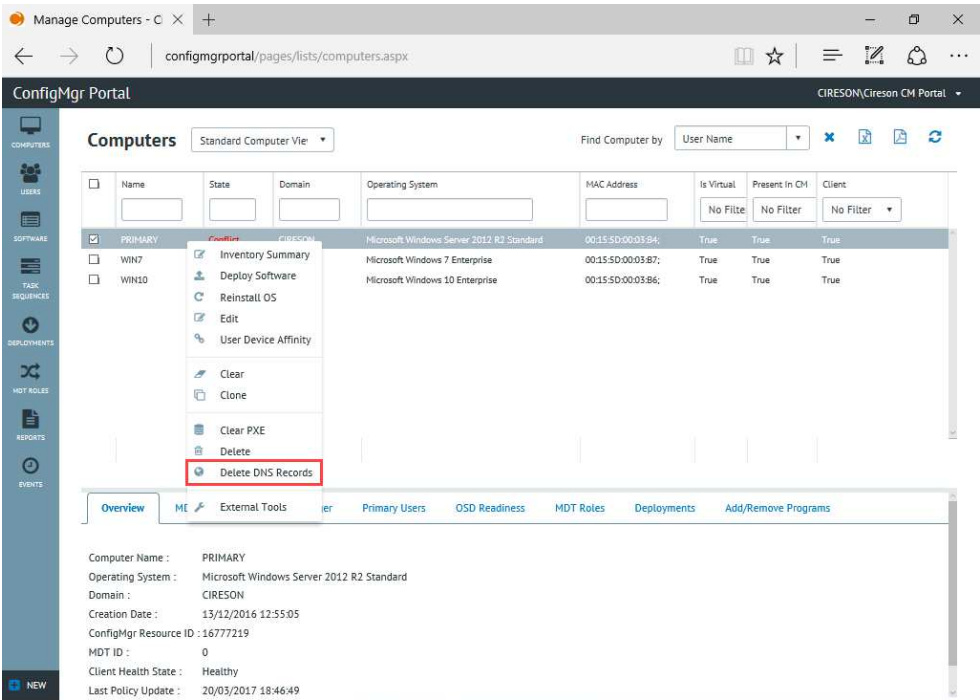 Manage Computers - Ci
configmgrportal/pages/lists/computers.aspx
ConfigMgr Portal
CIRESON\Cireson CM Portal
COMPUTERS
USERS
SOFTWARE
TASK
SEQUENCES
DEPLOYMENTS
MDT ROLES
REPORTS
EVENTS
NEW
Computers
Standard Computer Vie
Find Computer by
User Name
Name State Domain Operating System MAC Address Is Virtual Present In CM Client
No Filte No Filter No Filter
PRIMARY Conflict CIRESON Microsoft Windows Server 2012 R2 Standard 00:15:5D:00:03:B4; True True True
WIN7 Microsoft Windows 7 Enterprise 00:15:5D:00:03:B7; True True True
WIN10 Microsoft Windows 10 Enterprise 00:15:5D:00:03:B6; True True True
Inventory Summary
Deploy Software
Reinstall OS
Edit
User Device Affinity
Clear
Clone
Clear PXE
Delete
Delete DNS Records
External Tools
Overview Primary Users OSD Readiness MDT Roles Deployments Add/Remove Programs
Computer Name : PRIMARY
Operating System : Microsoft Windows Server 2012 R2 Standard
Domain : CIRESON
Creation Date : 13/12/2016 12:55:05
ConfigMgr Resource ID : 16777219
MDT ID : 0
Client Health State : Healthy
Last Policy Update : 20/03/2017 18:46:49